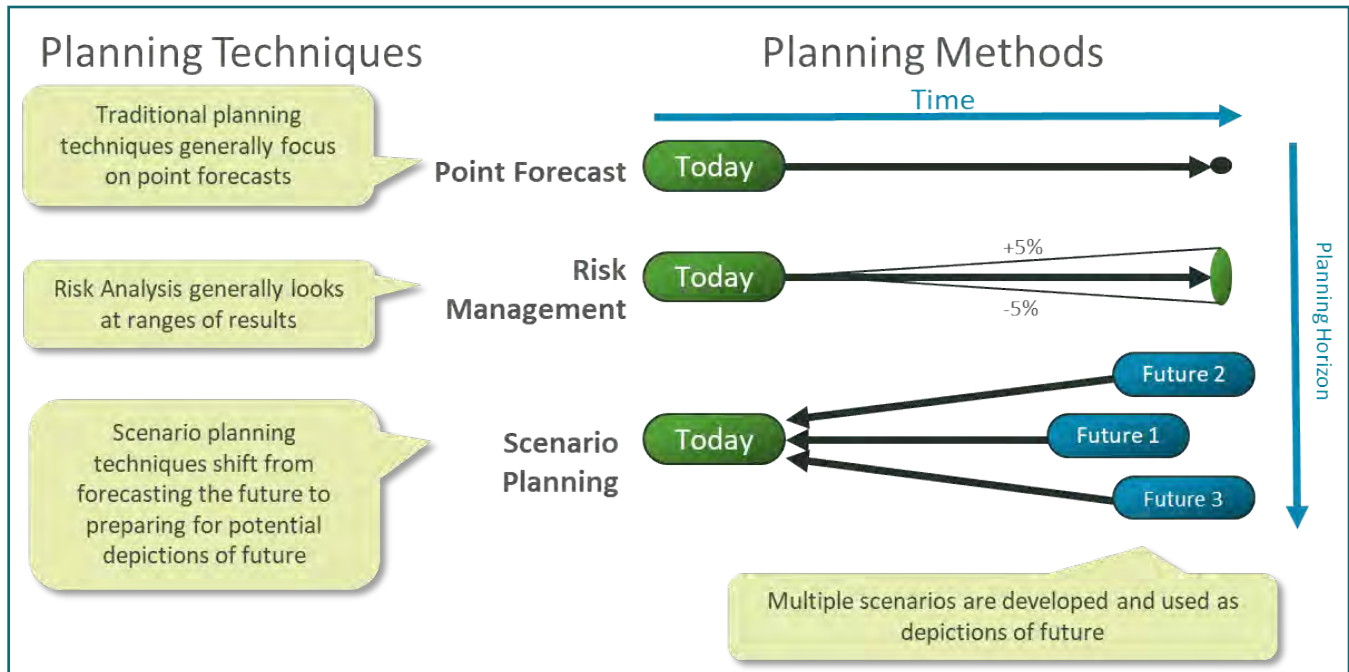 Planning Techniques
Planning Methods
Traditional planning
techniques generally focus
on point forecasts
Time
Point Forecast
Today
Risk Analysis generally looks
at ranges of results
Risk
Management
Today
+5%
-5%
Scenario planning
techniques shift from
forecasting the future to
preparing for potential
depictions of future
Scenario
Planning
Today
Future 2
Future 1
Future 3
Planning Horizon
Multiple scenarios are developed and used as
depictions of future